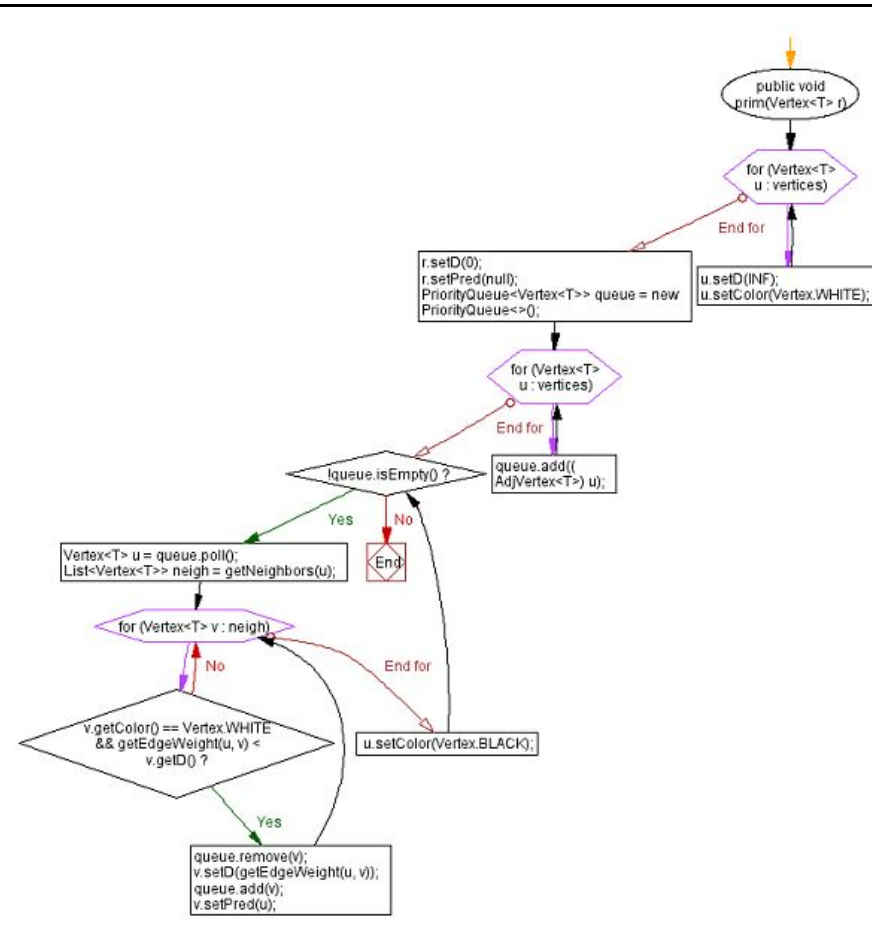 public void
prim(Vertex<T> r)
for (Vertex<T>
u : vertices)
End for
u.setD(INF);
u.setColor(Vertex.WHITE);
r.setD(0);
r.setPred(null);
PriorityQueue<Vertex<T>> queue = new
PriorityQueue<>();
for (Vertex<T>
u : vertices)
End for
queue.add((
AdjVertex<T>) u);
!queue.isEmpty() ?
Yes
No
End
Vertex<T> u = queue.poll();
List<Vertex<T>> neigh = getNeighbors(u);
for (Vertex<T> v : neigh)
No
End for
v.getColor() == Vertex.WHITE
&& getEdgeWeight(u, v) <
v.getD() ?
u.setColor(Vertex.BLACK);
Yes
queue.remove(v);
v.setD(getEdgeWeight(u, v));
queue.add(v);
v.setPred(u);